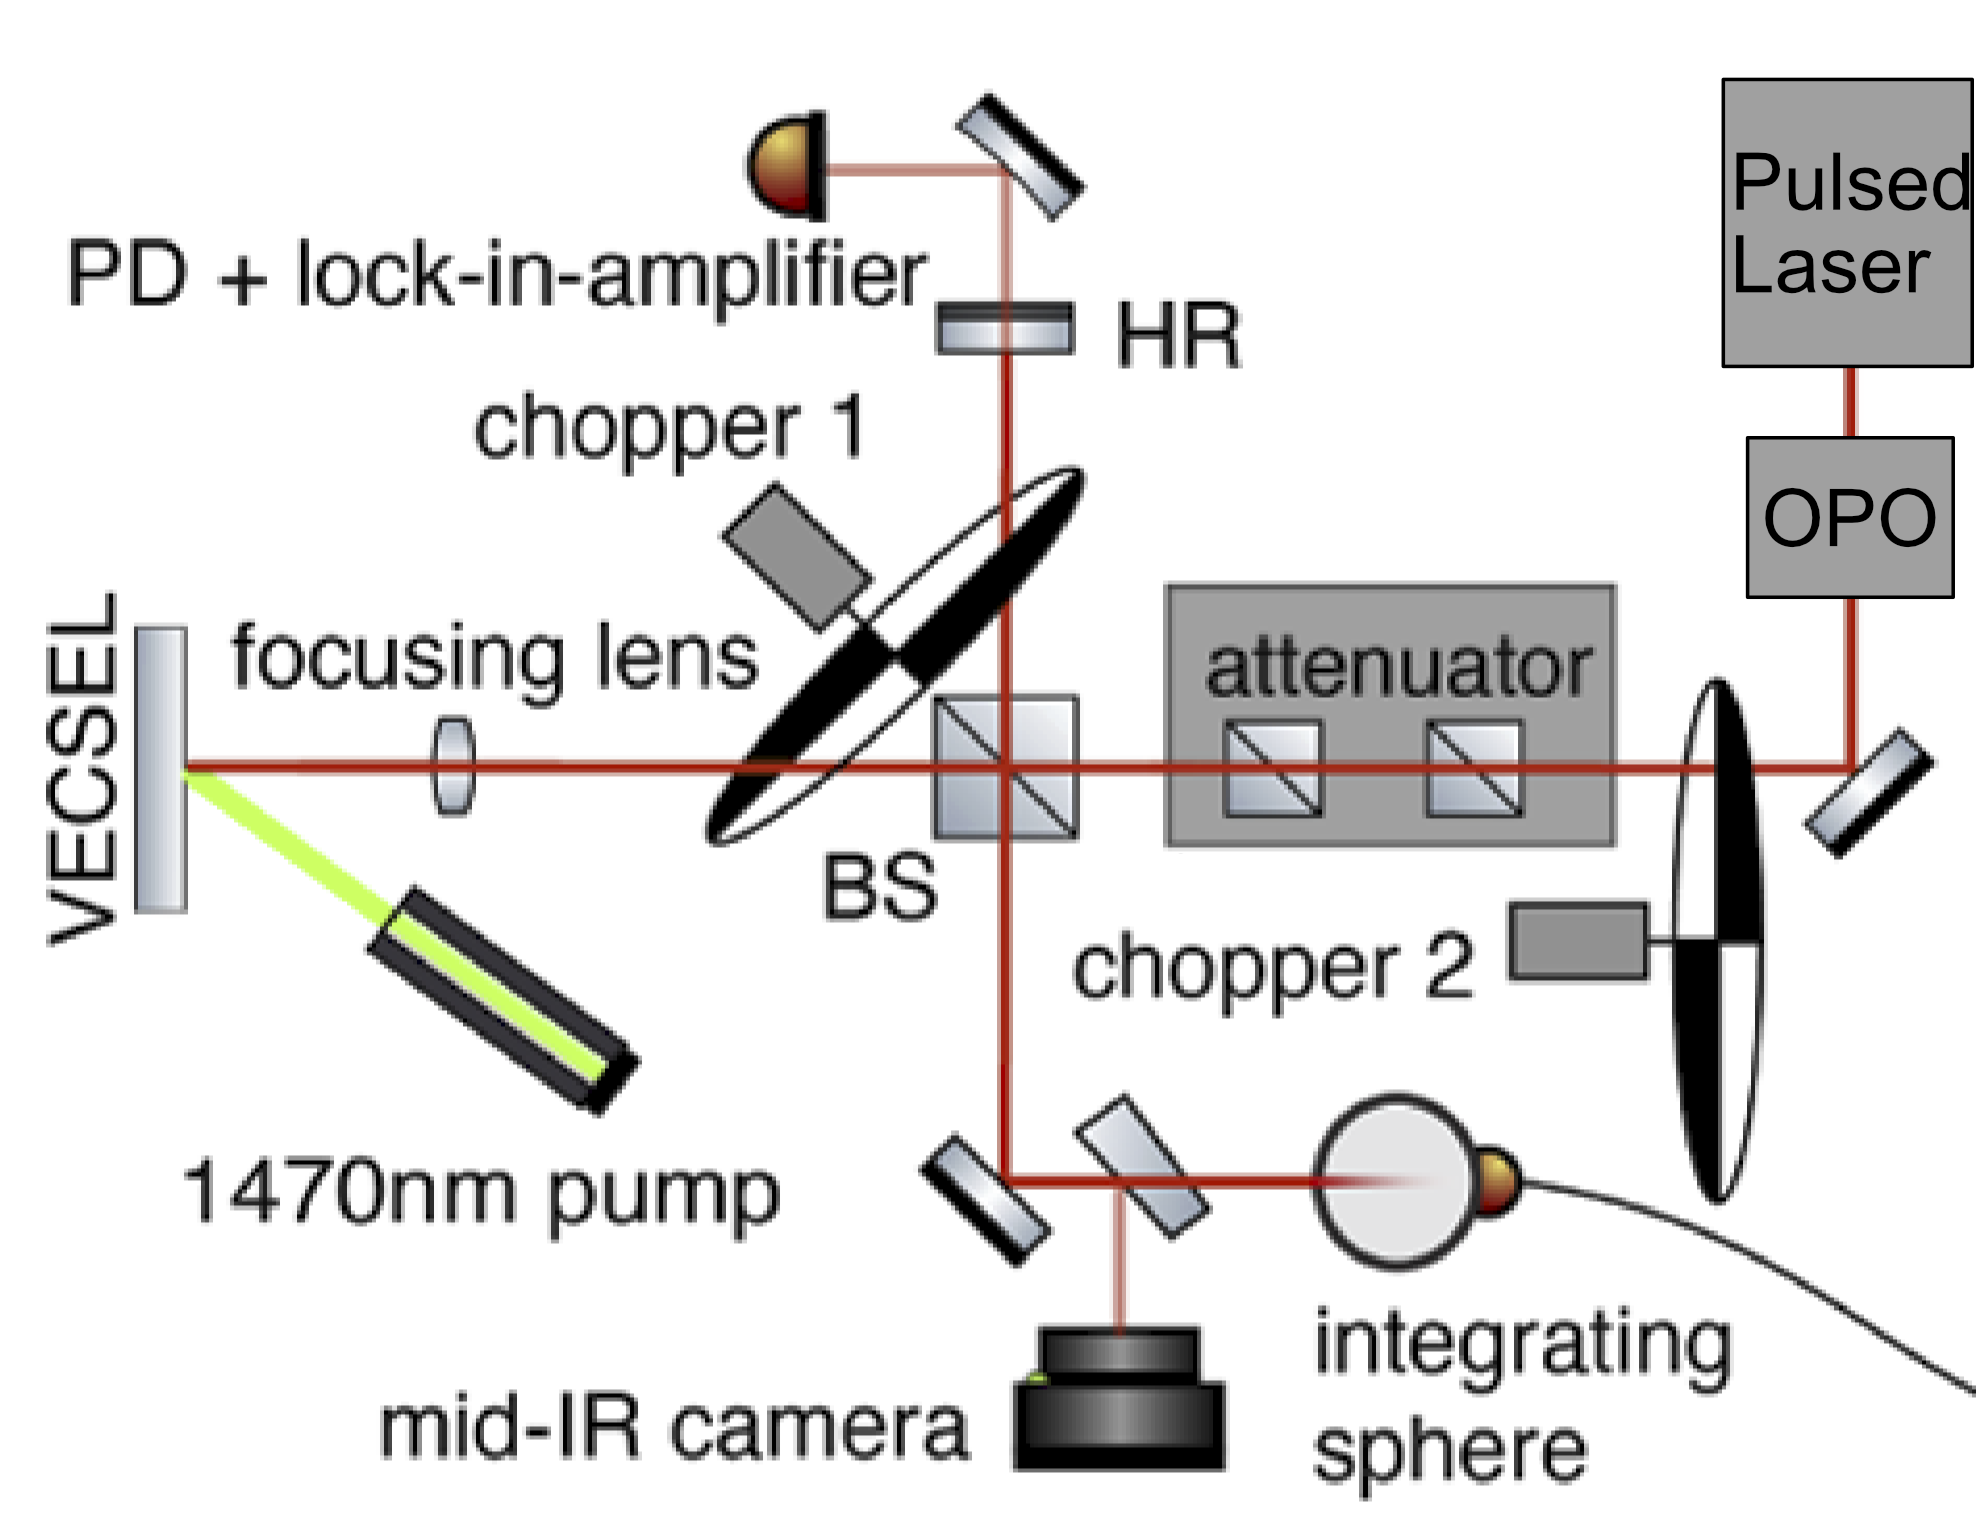 Pulsed
Laser
PD + lock-in-amplifier
HR
chopper 1
OPO
VECSEL
focusing lens
attenuator
BS
chopper 2
1470nm pump
integrating
sphere
mid-IR camera